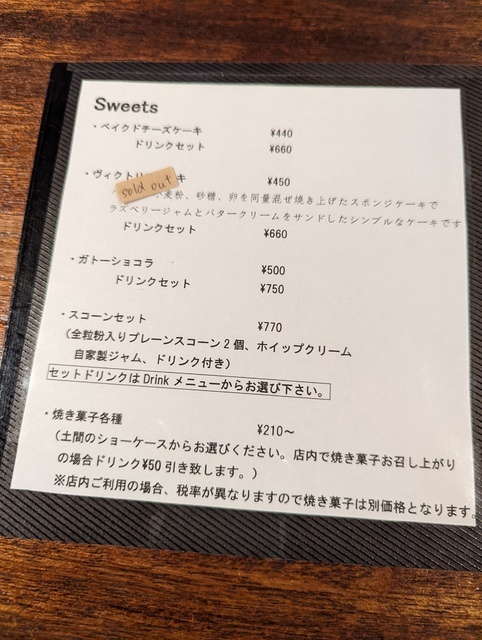 Sweets
・ベイクドチーズケーキ ¥440
ドリンクセット ¥660
・ヴィクトリ キ ¥450
sold out
麦粉、砂糖、卵を同量混ぜ焼き上げたスポンジケーキで
ラズベリージャムとバタークリームをサンドしたシンプルなケーキです
ドリンクセット ¥660
・ガトーショコラ ¥500
ドリンクセット ¥750
・スコーンセット ¥770
(全粒粉入りプレーンスコーン2個、ホイップクリーム
自家製ジャム、ドリンク付き)
セットドリンクは Drink メニューからお選び下さい。
・焼き菓子各種 ¥210～
(土間のショーケースからお選びください。店内で焼き菓子お召し上がり
の場合ドリンク¥50 引き致します。)
※店内ご利用の場合、税率が異なりますので焼き菓子は別価格となります。